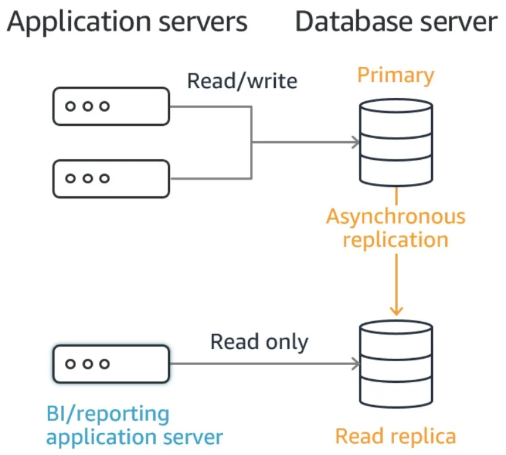 Application servers
Database server
Read/write
Primary
Asynchronous
replication
Read only
BI/reporting
application server
Read replica